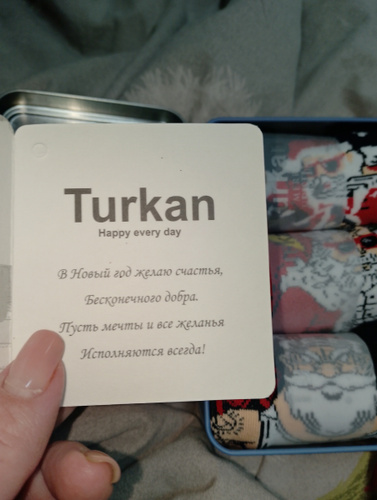 Turkan
Happy every day
В Новый год желаю счастья,
Бесконечного добра.
Пусть мечты и все желанья
Исполняются всегда!